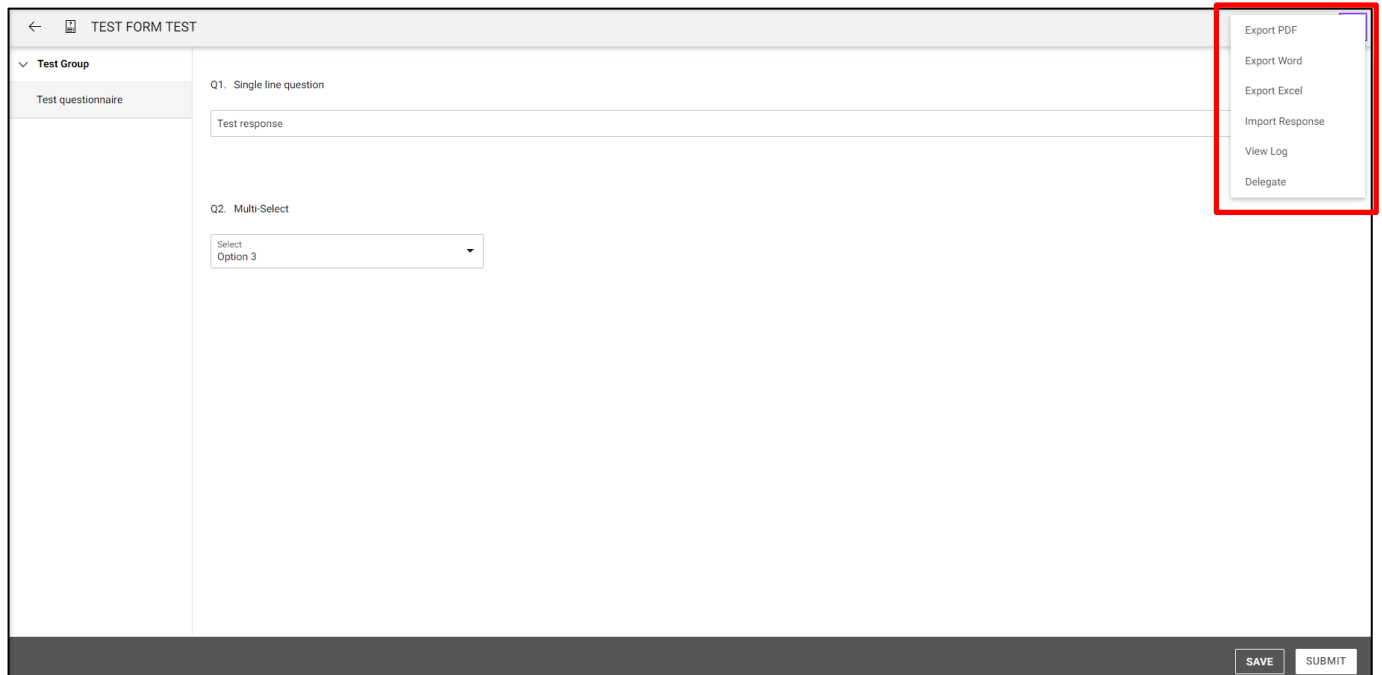 TEST FORM TEST
Test Group
Test questionnaire
Q1. Single line question
Test response
Q2. Multi-Select
Select
Option 3
Export PDF
Export Word
Export Excel
Import Response
View Log
Delegate
SAVE
SUBMIT